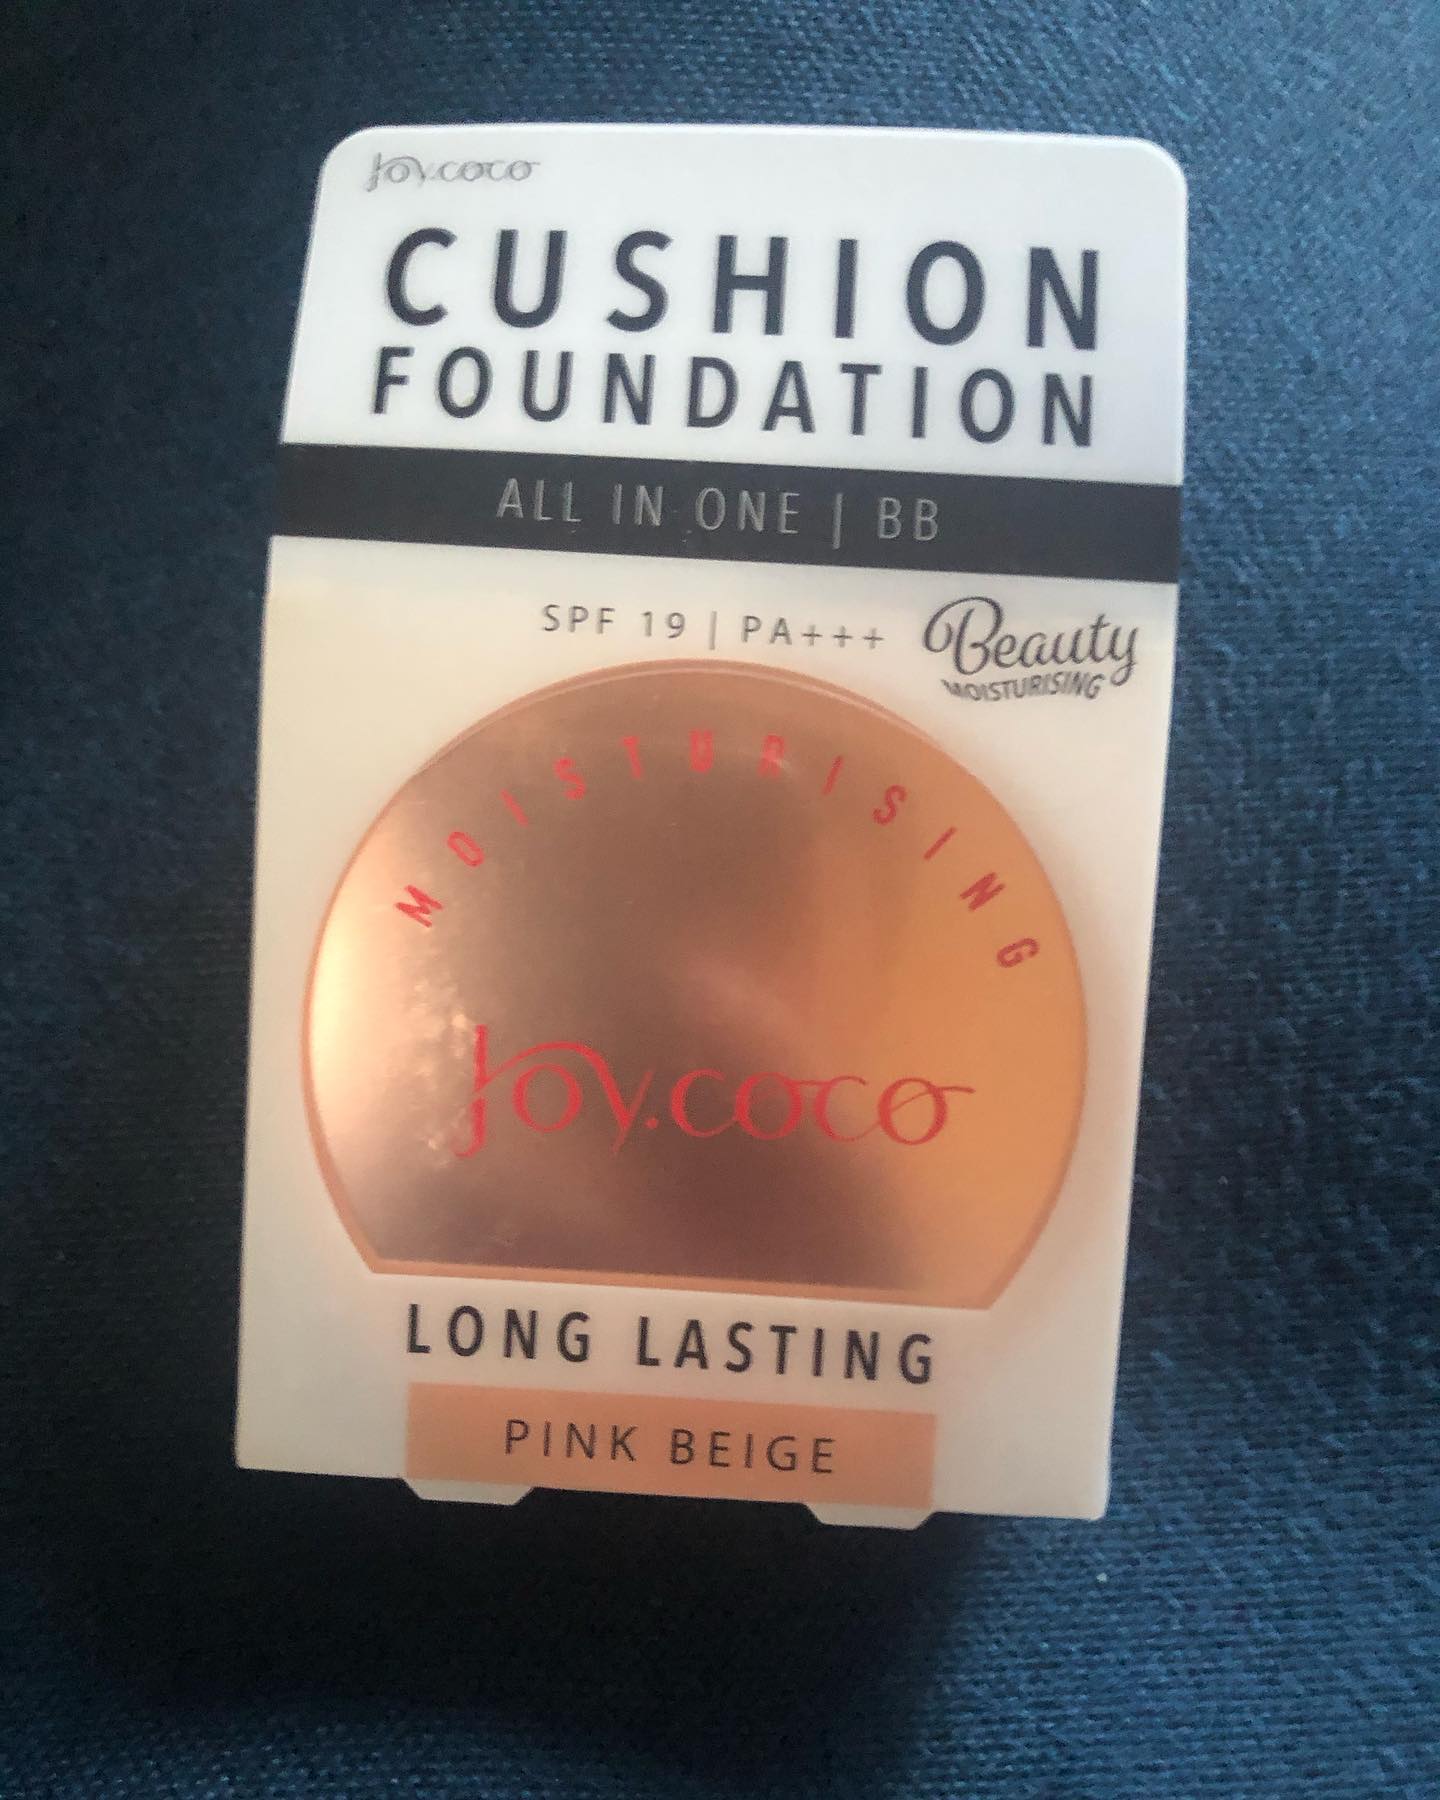 Joy.coco
CUSHION
FOUNDATION
ALL IN ONE | BB
SPF 19 | PA+++
Beauty
MOISTURISING
MOISTURISING
Joy.coco
LONG LASTING
PINK BEIGE